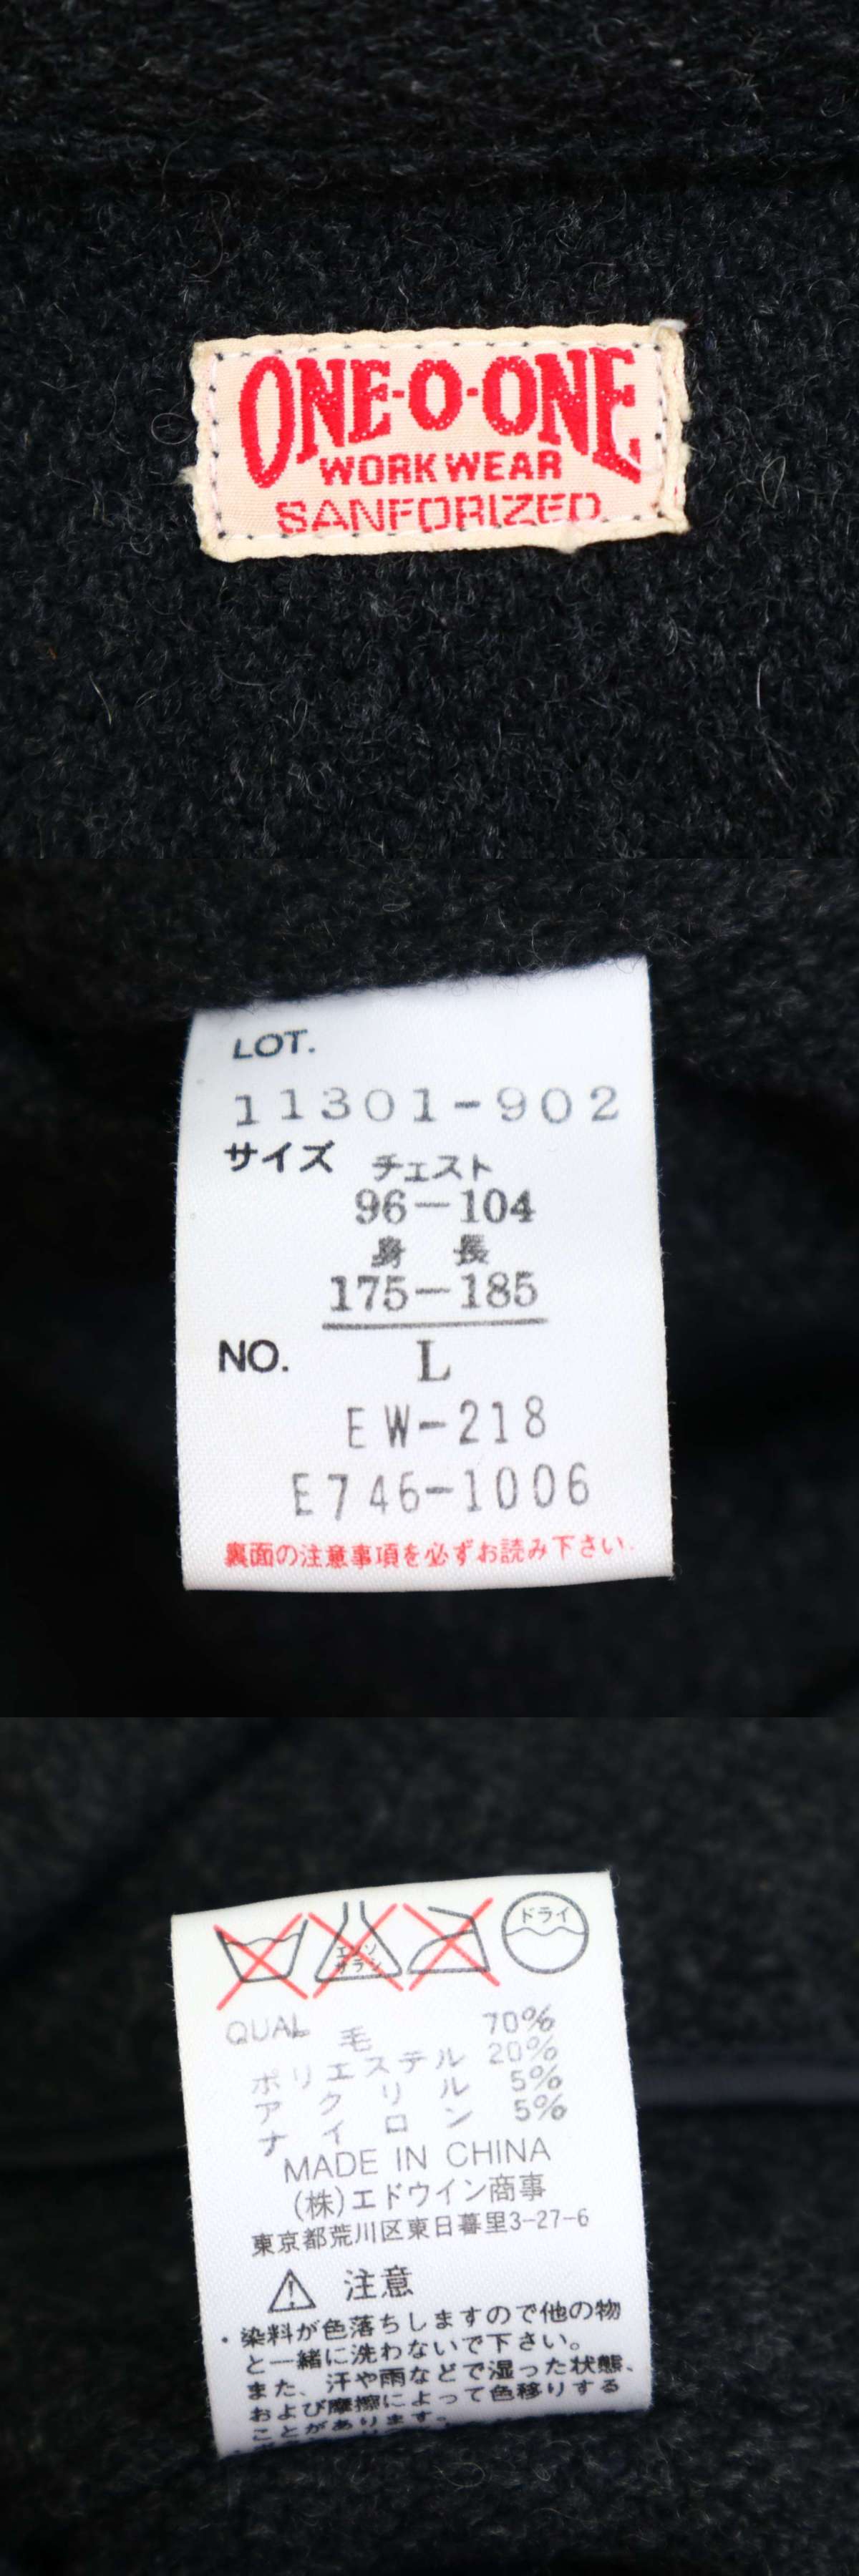 ONE-O-ONE
WORK WEAR
SANFORIZED
LOT.
11301-902
サイズ チェスト
96-104
身 長
175-185
NO. L
EW-218
E746-1006
裏面の注意事項を必ずお読み下さい.
エンソ
サラシ
ドライ
QUAL 毛 70%
ポリエステル 20%
アクリル 5%
ナイロン 5%
MADE IN CHINA
(株)エドウイン商事
東京都荒川区東日暮里3-27-6
注意
・染料が色落ちしますので他の物
と一緒に洗わないで下さい。
また、汗や雨などで湿った状態、
および摩擦によって色移りする
ことがあります。